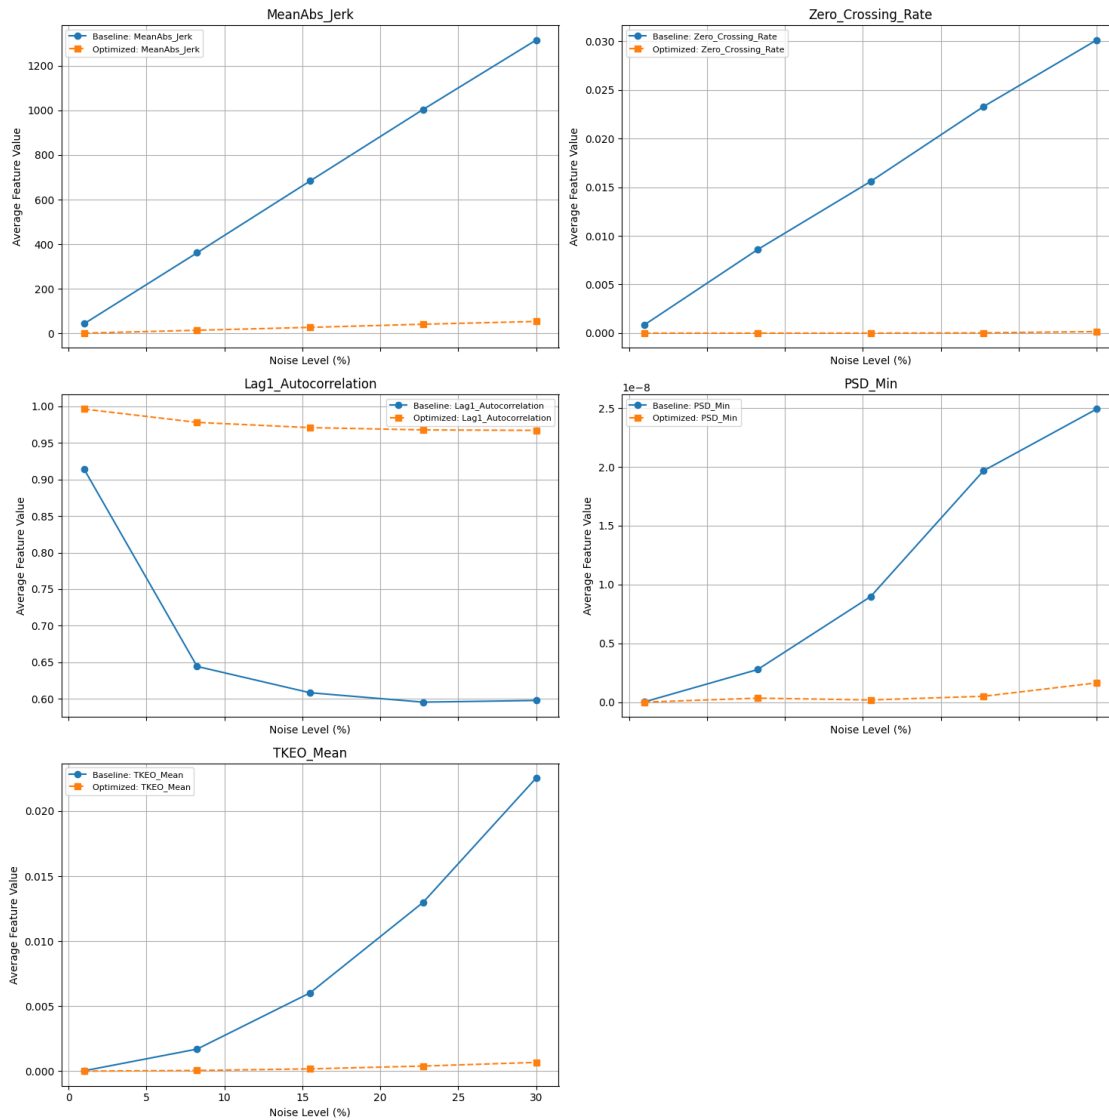 MeanAbs_Jerk
Baseline: MeanAbs_Jerk
Optimized: MeanAbs_Jerk
Average Feature Value
1200
1000
800
600
400
200
0
Noise Level (%)
Zero_Crossing_Rate
Baseline: Zero_Crossing_Rate
Optimized: Zero_Crossing_Rate
Average Feature Value
0.030
0.025
0.020
0.015
0.010
0.005
0.000
Noise Level (%)
Lag1_Autocorrelation
Baseline: Lag1_Autocorrelation
Optimized: Lag1_Autocorrelation
Average Feature Value
1.00
0.95
0.90
0.85
0.80
0.75
0.70
0.65
0.60
Noise Level (%)
PSD_Min
1e−8
Baseline: PSD_Min
Optimized: PSD_Min
Average Feature Value
2.5
2.0
1.5
1.0
0.5
0.0
Noise Level (%)
TKEO_Mean
Baseline: TKEO_Mean
Optimized: TKEO_Mean
Average Feature Value
0.020
0.015
0.010
0.005
0.000
0 5 10 15 20 25 30
Noise Level (%)